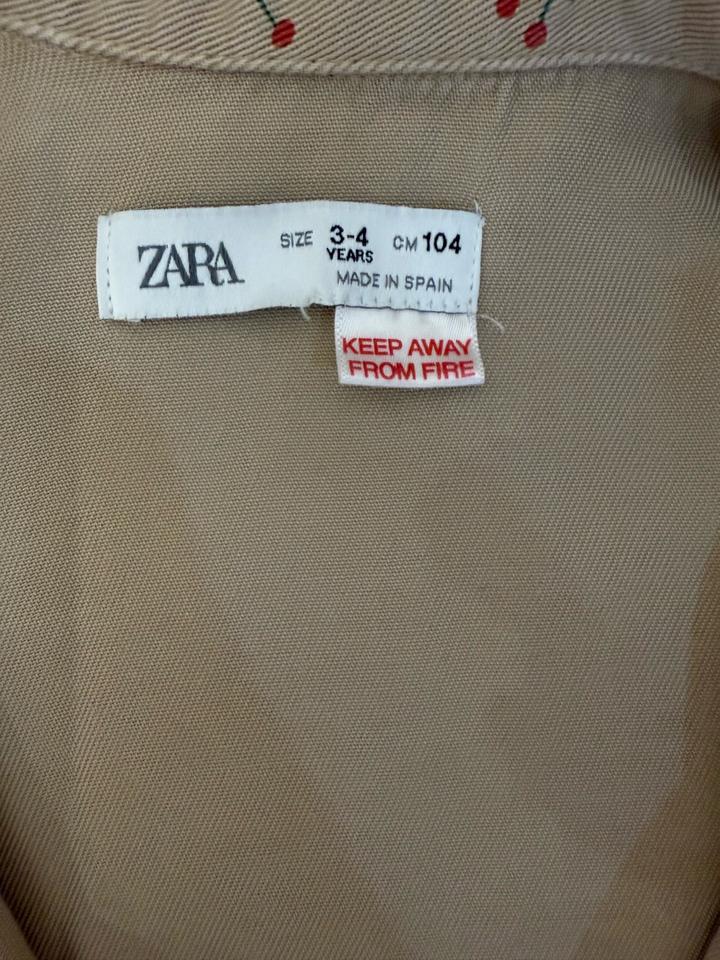 ZARA
SIZE 3-4 CM 104
YEARS
MADE IN SPAIN
KEEP AWAY
FROM FIRE